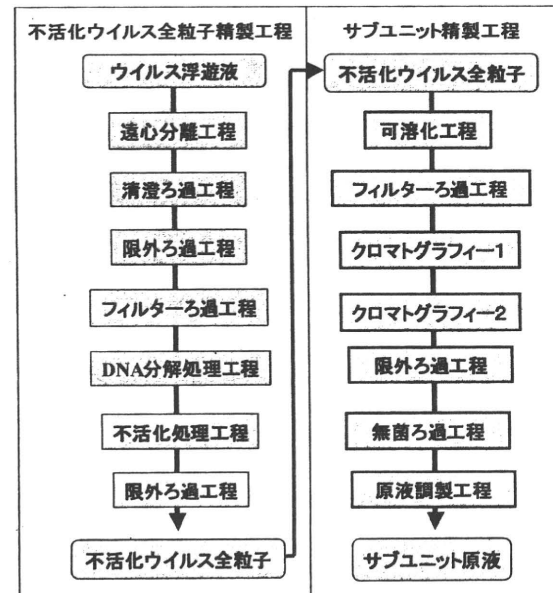 不活化ウイルス全粒子精製工程
ウイルス浮遊液
遠心分離工程
清澄ろ過工程
限外ろ過工程
フィルターろ過工程
DNA分解処理工程
不活化処理工程
限外ろ過工程
不活化ウイルス全粒子
サブユニット精製工程
不活化ウイルス全粒子
可溶化工程
フィルターろ過工程
クロマトグラフィー1
クロマトグラフィー2
限外ろ過工程
無菌ろ過工程
原液調製工程
サブユニット原液